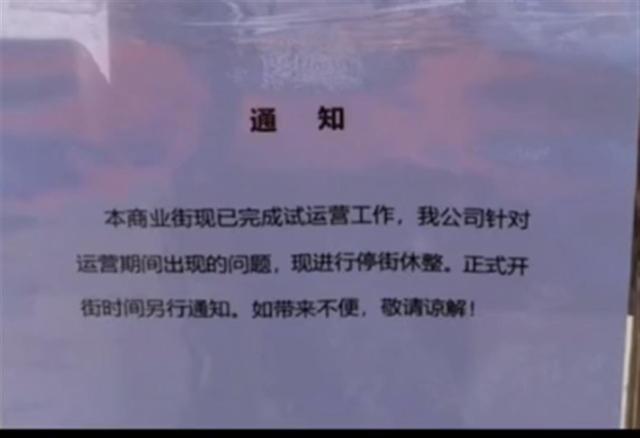 通 知
本商业街现已完成试运营工作，我公司针对
运营期间出现的问题，现进行停街休整。正式开
街时间另行通知。如带来不便，敬请谅解！